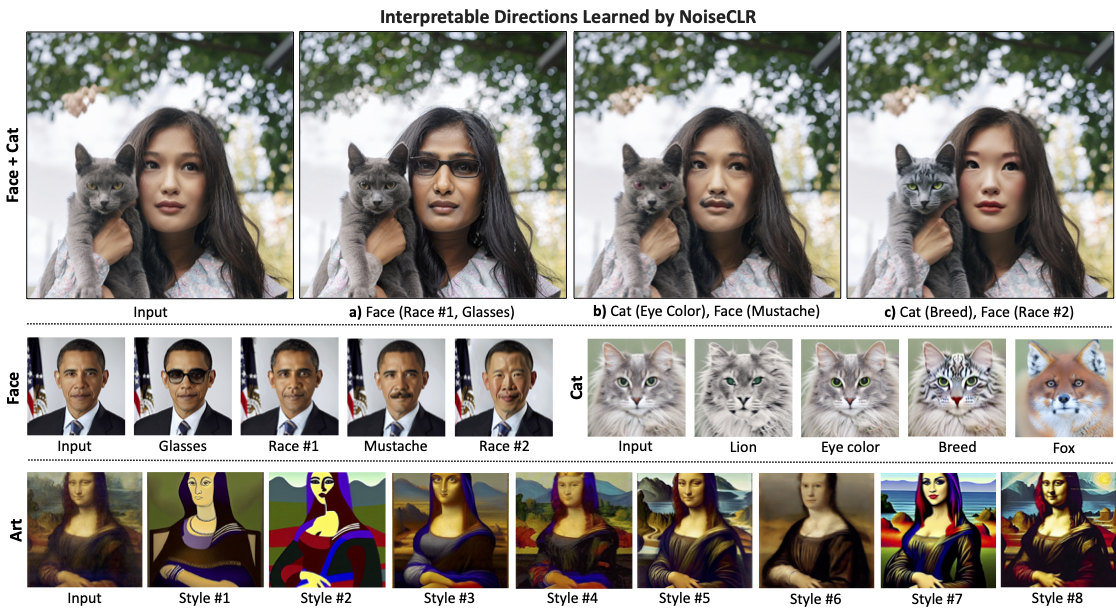 Interpretable Directions Learned by NoiseCLR
Face + Cat
Input
a) Face (Race #1, Glasses)
b) Cat (Eye Color), Face (Mustache)
c) Cat (Breed), Face (Race #2)
Face
Input
Glasses
Race #1
Mustache
Race #2
Cat
Input
Lion
Eye color
Breed
Fox
Art
Input
Style #1
Style #2
Style #3
Style #4
Style #5
Style #6
Style #7
Style #8